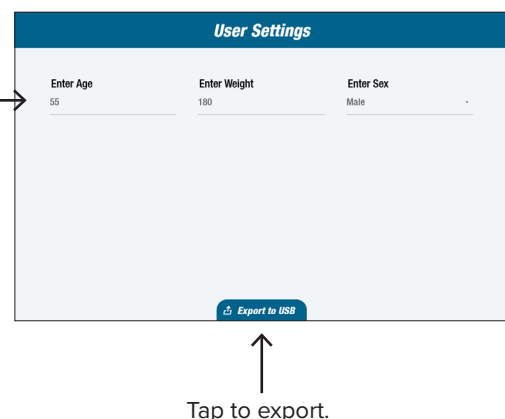 User Settings
Enter Age Enter Weight Enter Sex
55 180 Male
Export to USB
Tap to export.